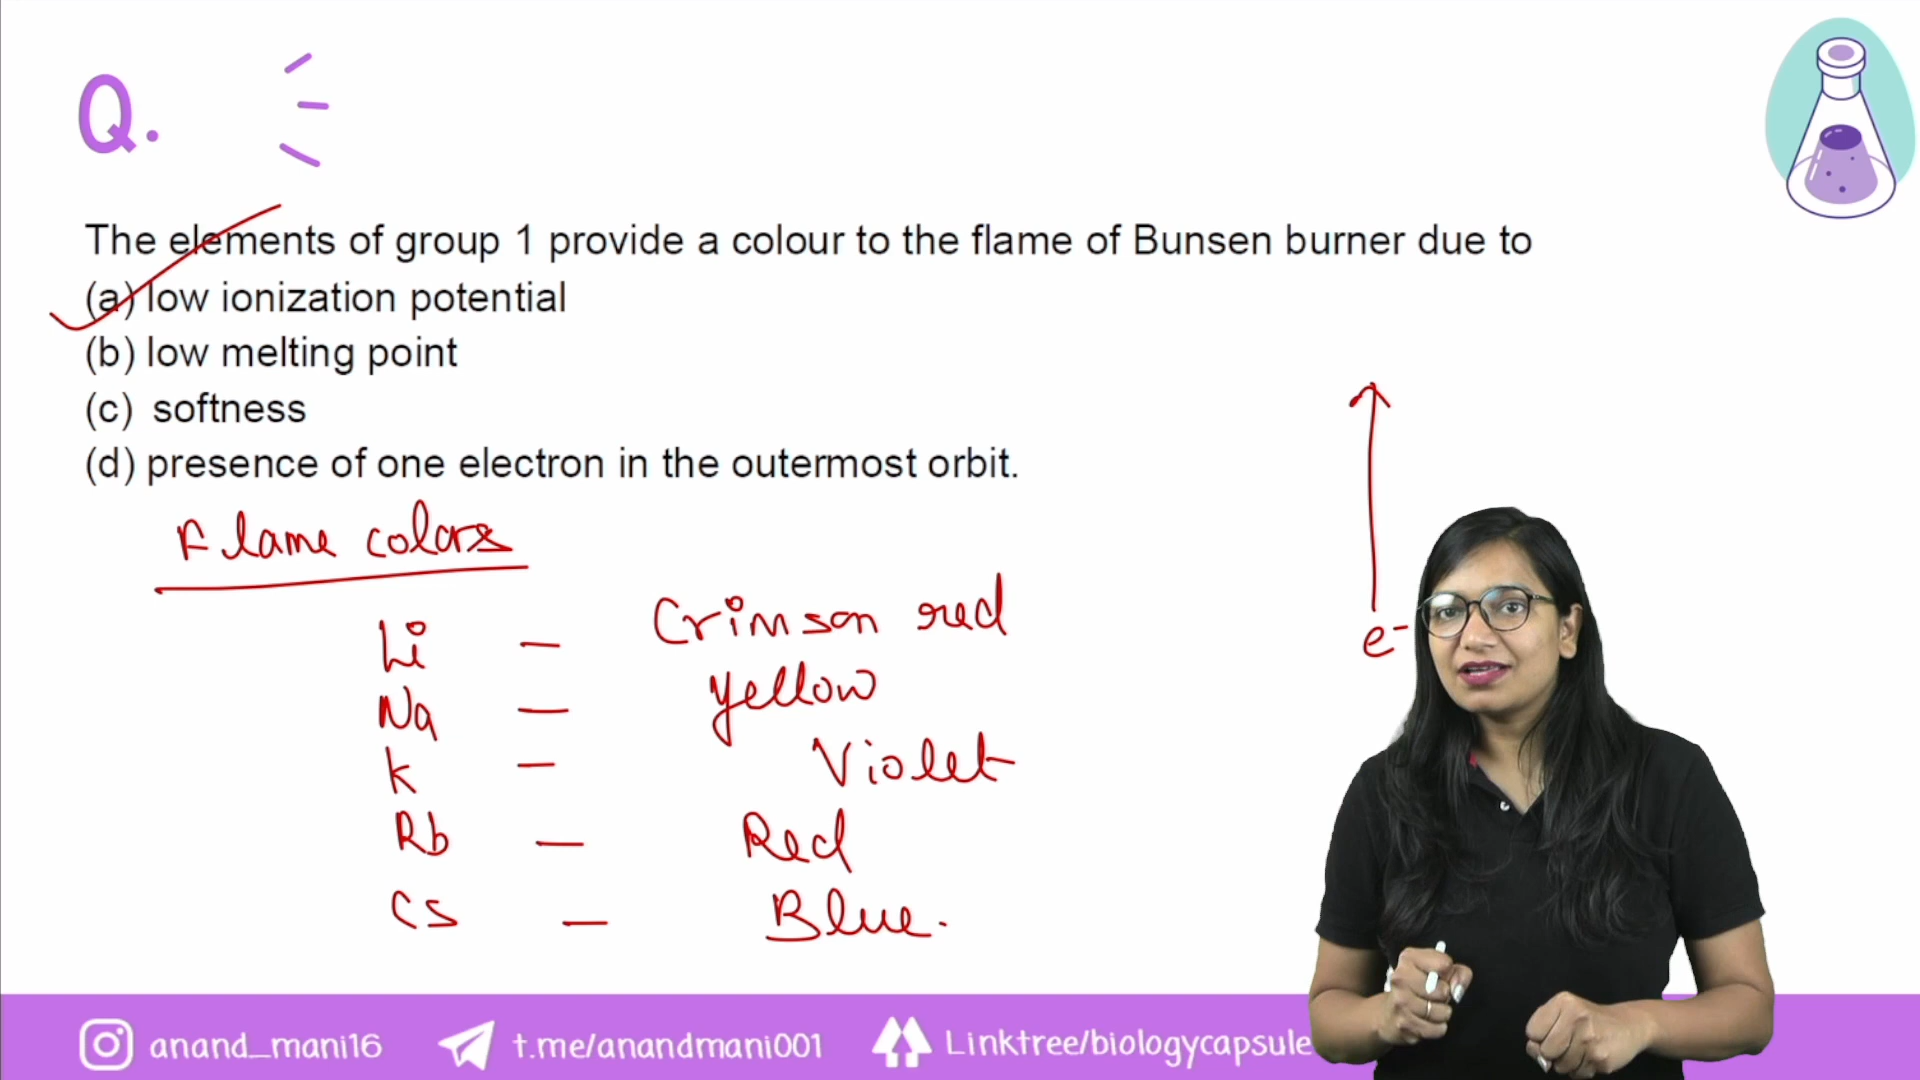 Q.
The elements of group 1 provide a colour to the flame of Bunsen burner due to
(a) low ionization potential
(b) low melting point
(c) softness
(d) presence of one electron in the outermost orbit.
Flame colors
Li – Crimson red
Na – yellow
K – Violet
Rb – Red
Cs – Blue.
e⁻
anand_mani16
t.me/anandmani001
Linktree/biologycapsule